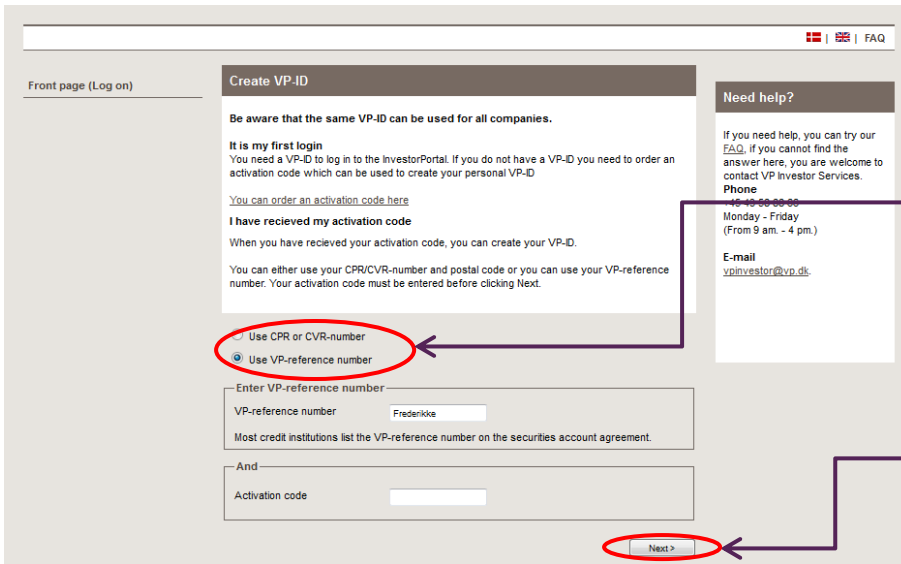 | | FAQ
Front page (Log on)
Create VP-ID
Be aware that the same VP-ID can be used for all companies.
It is my first login
You need a VP-ID to log in to the InvestorPortal. If you do not have a VP-ID you need to order an
activation code which can be used to create your personal VP-ID
You can order an activation code here
I have recieved my activation code
When you have recieved your activation code, you can create your VP-ID.
You can either use your CPR/CVR-number and postal code or you can use your VP-reference
number. Your activation code must be entered before clicking Next.
Need help?
If you need help, you can try our
FAQ, if you cannot find the
answer here, you are welcome to
contact VP Investor Services.
Phone
Monday - Friday
(From 9 am. - 4 pm.)
E-mail
vpinvestor@vp.dk.
Use CPR or CVR-number
Use VP-reference number
Enter VP-reference number
VP-reference number Frederikke
Most credit institutions list the VP-reference number on the securities account agreement.
And
Activation code
Next >